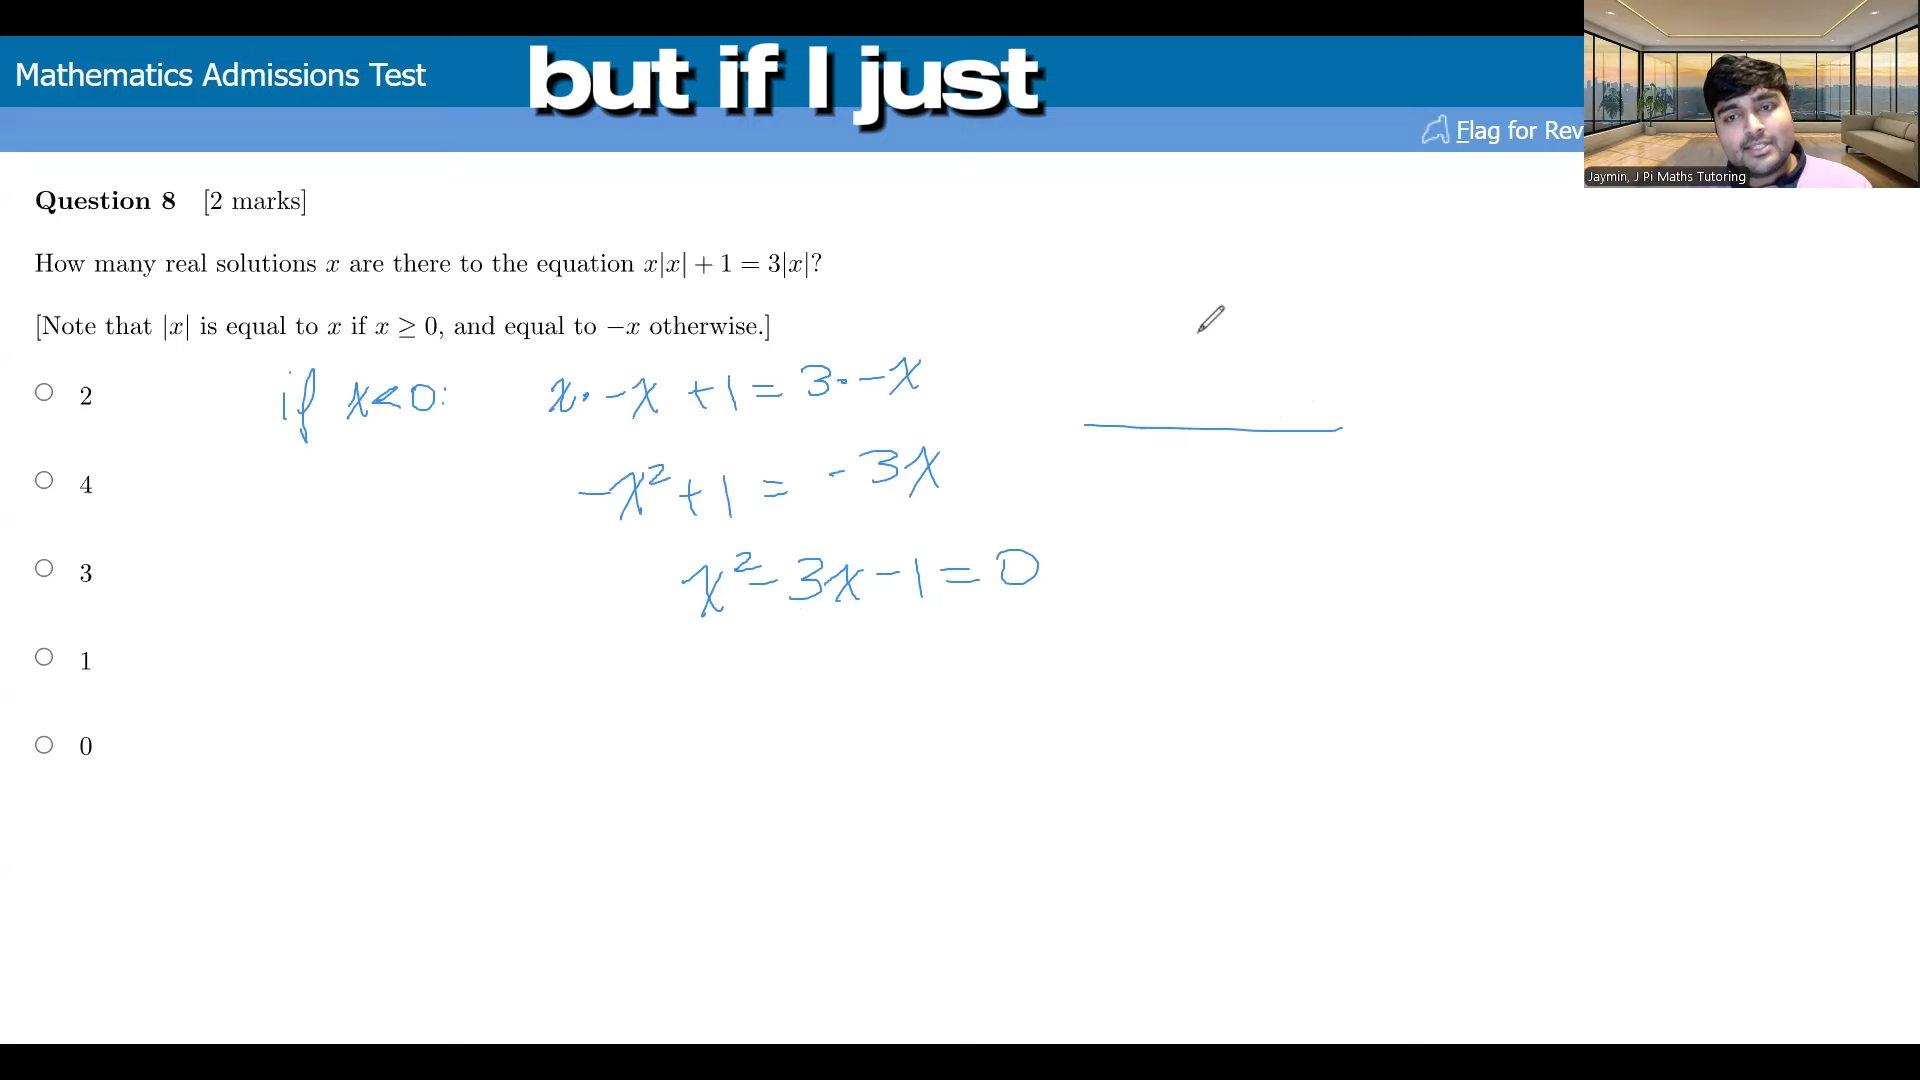 but if I just
Mathematics Admissions Test
Flag for Rev
Jaymin, J Pi Maths Tutoring
Question 8 [2 marks]
How many real solutions x are there to the equation x|x| + 1 = 3|x|?
[Note that |x| is equal to x if x ≥ 0, and equal to −x otherwise.]
if x<0: x·-x +1 = 3·-x
-x²+1 = -3x
x²-3x-1=0
2
4
3
1
0